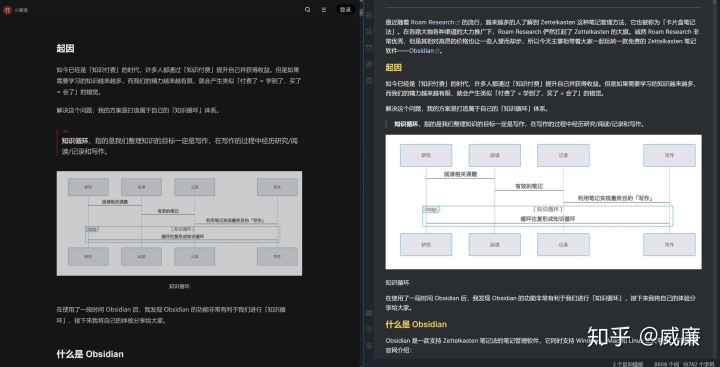 少数派
登录
起因
如今已经是「知识付费」的时代，许多人都通过「知识付费」提升自己并获得收益。但是如果
需要学习的知识越来越多，而我们的精力越来越有限，就会产生类似「付费了 = 学到了，买了
= 会了」的错觉。
解决这个问题，我的方案是打造属于自己的「知识循环」体系。
知识循环，指的是我们整理知识的目标一定是写作，在写作的过程中经历研究/阅
读/记录和写作。
研究
阅读
记录
写作
阅读相关课题
有效的笔记
利用笔记实现最终目的「写作」
loop
[ 知识循环 ]
循环往复形成知识循环
研究
阅读
记录
写作
知识循环
在使用了一段时间 Obsidian 后，我发现 Obsidian 的功能非常有利于我们进行「知识循
环」，接下来我将自己的体验分享给大家。
什么是 Obsidian
最近随着 Roam Research 的流行，越来越多的人了解到 Zettelkasten 这种笔记管理方法，它也被称为「卡片盒笔记
法」。在各路大咖各种渠道的大力推广下，Roam Research 俨然扛起了 Zettelkasten 的大旗。诚然 Roam Research 非
常优秀，但是其相对高昂的价格也让一些人望而却步，所以今天主要柜带着大家一起玩转一款免费的 Zettelkasten 笔记
软件——Obsidian。
起因
如今已经是「知识付费」的时代，许多人都通过「知识付费」提升自己并获得收益。但是如果需要学习的知识越来越多，
而我们的精力越来越有限，就会产生类似「付费了 = 学到了，买了 = 会了」的错觉。
解决这个问题，我的方案是打造属于自己的「知识循环」体系。
知识循环，指的是我们整理知识的目标一定是写作，在写作的过程中经历研究/阅读/记录和写作。
研究
阅读
记录
写作
阅读相关课题
有效的笔记
利用笔记实现最终目的「写作」
loop
[ 知识循环 ]
循环往复形成知识循环
研究
阅读
记录
写作
知识循环
在使用了一段时间 Obsidian 后，我发现 Obsidian 的功能非常有利于我们进行「知识循环」，接下来我将自己的体验分
享给大家。
什么是 Obsidian
Obsidian 是一款支持 Zettelkasten 笔记法的笔记管理软件，它同时支持
官网介绍：
知乎 @威廉
2 个反向链接 8608 个词 18782 个字符